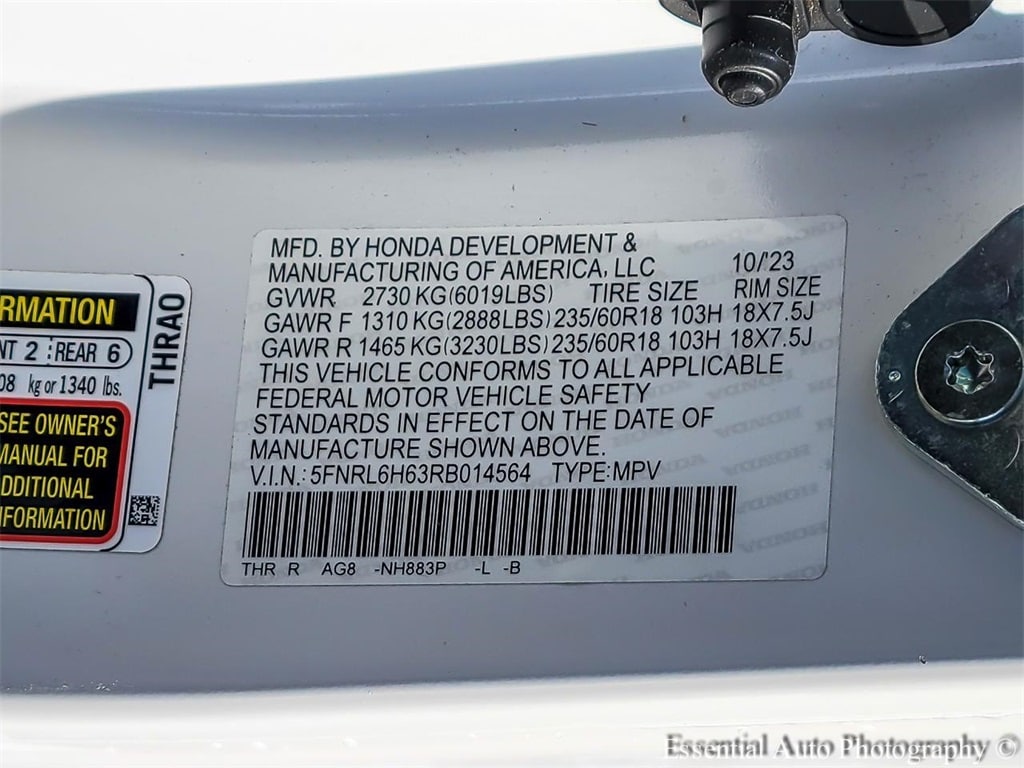 MFD. BY HONDA DEVELOPMENT &
MANUFACTURING OF AMERICA, LLC 10/'23
GVWR 2730 KG(6019LBS) TIRE SIZE RIM SIZE
GAWR F 1310 KG(2888LBS) 235/60R18 103H 18X7.5J
GAWR R 1465 KG(3230LBS) 235/60R18 103H 18X7.5J
THIS VEHICLE CONFORMS TO ALL APPLICABLE
FEDERAL MOTOR VEHICLE SAFETY
STANDARDS IN EFFECT ON THE DATE OF
MANUFACTURE SHOWN ABOVE.
V.I.N.: 5FNRL6H63RB014564 TYPE:MPV
THR R AG8 -NH883P -L -B
RMATION
NT 2 : REAR 6
08 kg or 1340 lbs.
SEE OWNER'S
MANUAL FOR
DDITIONAL
NFORMATION
THRA0
Essential Auto Photography ©